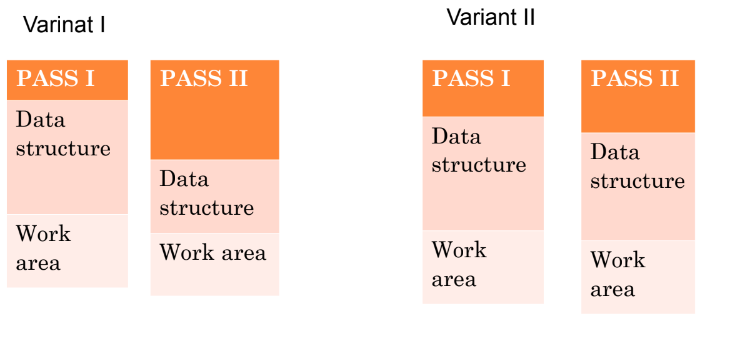 Varinat I
Variant II
PASS I
Data
structure
Work
area
PASS II
Data
structure
Work area
PASS I
Data
structure
Work
area
PASS II
Data
structure
Work
area